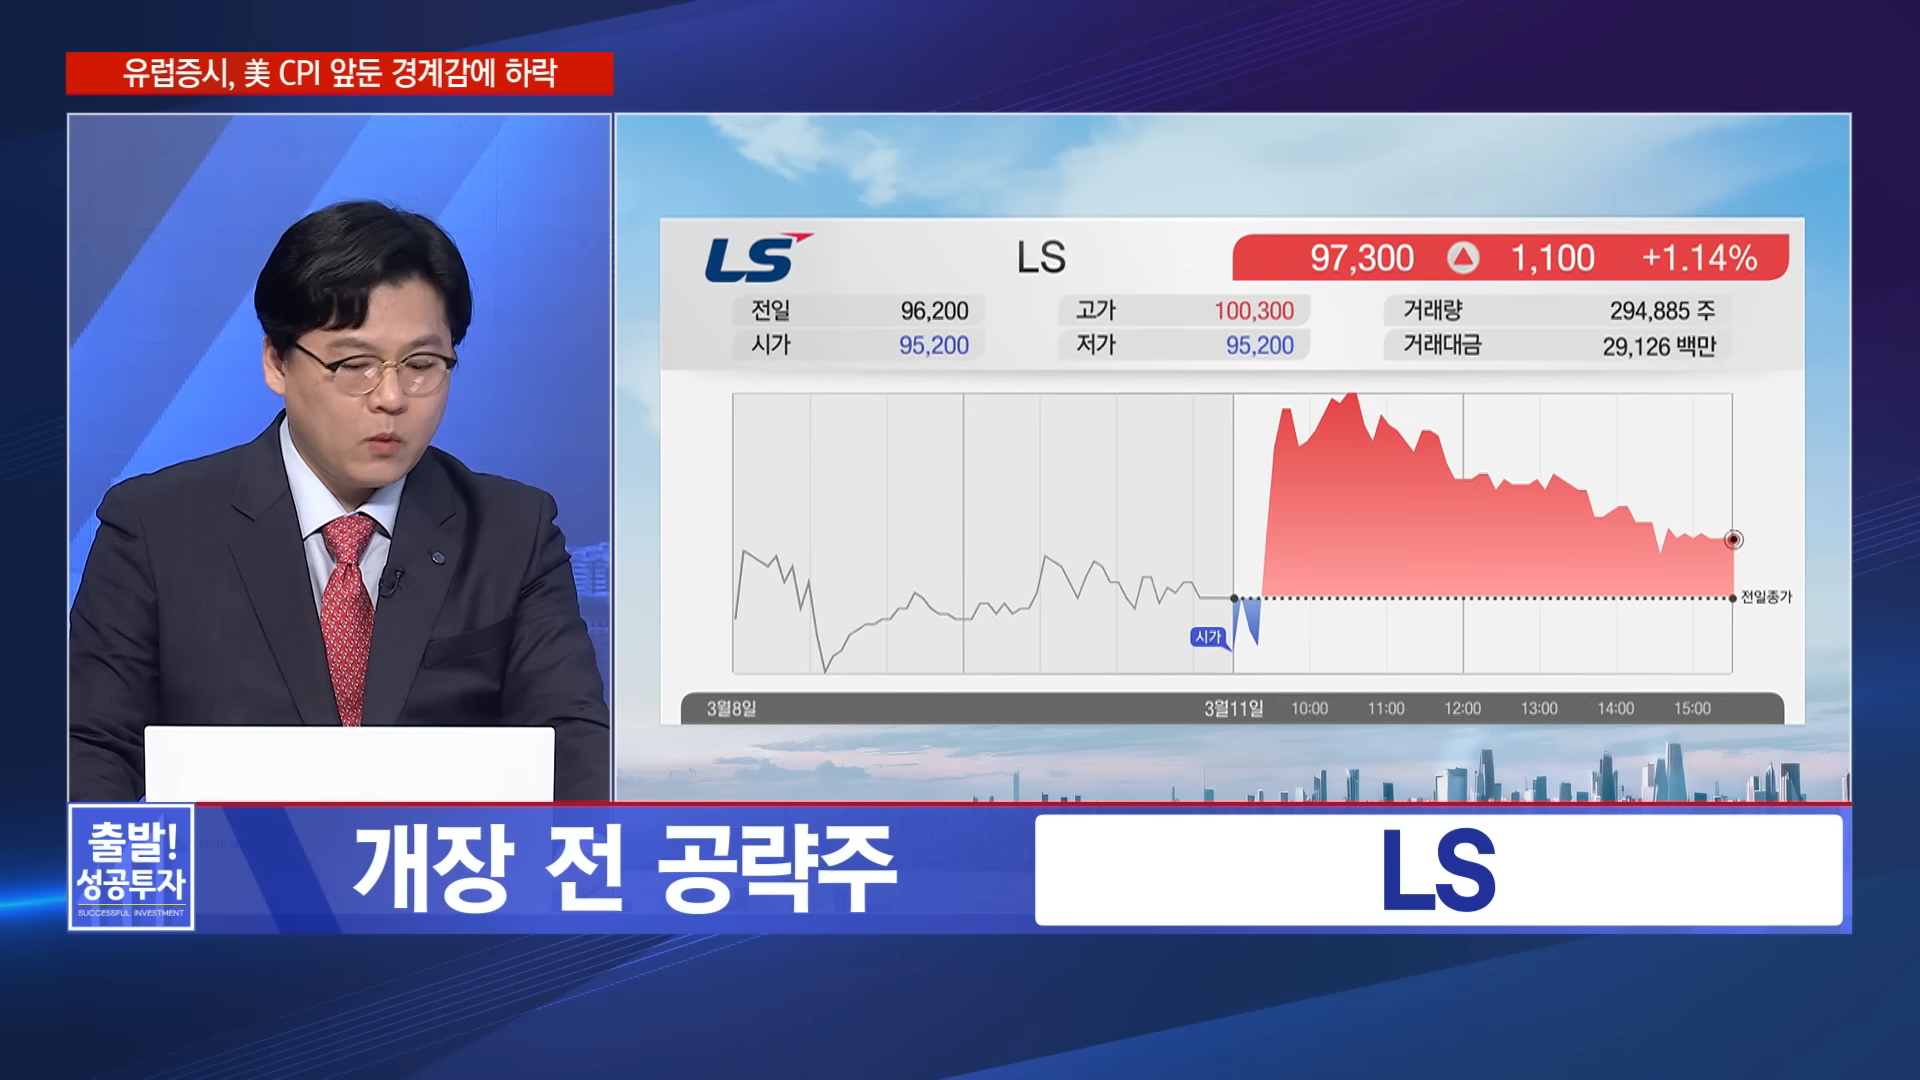 유럽증시, 美 CPI 앞둔 경계감에 하락
LS
LS
97,300 ▲ 1,100 +1.14%
전일 96,200
고가 100,300
거래량 294,885 주
시가 95,200
저가 95,200
거래대금 29,126 백만
전일종가
시가
3월8일
3월11일 10:00 11:00 12:00 13:00 14:00 15:00
출발!
성공투자
SUCCESSFUL INVESTMENT
개장 전 공략주
LS